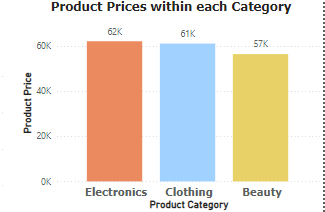 Product Prices within each Category
62K
61K
57K
60K
40K
20K
0K
Product Price
Electronics Clothing Beauty
Product Category